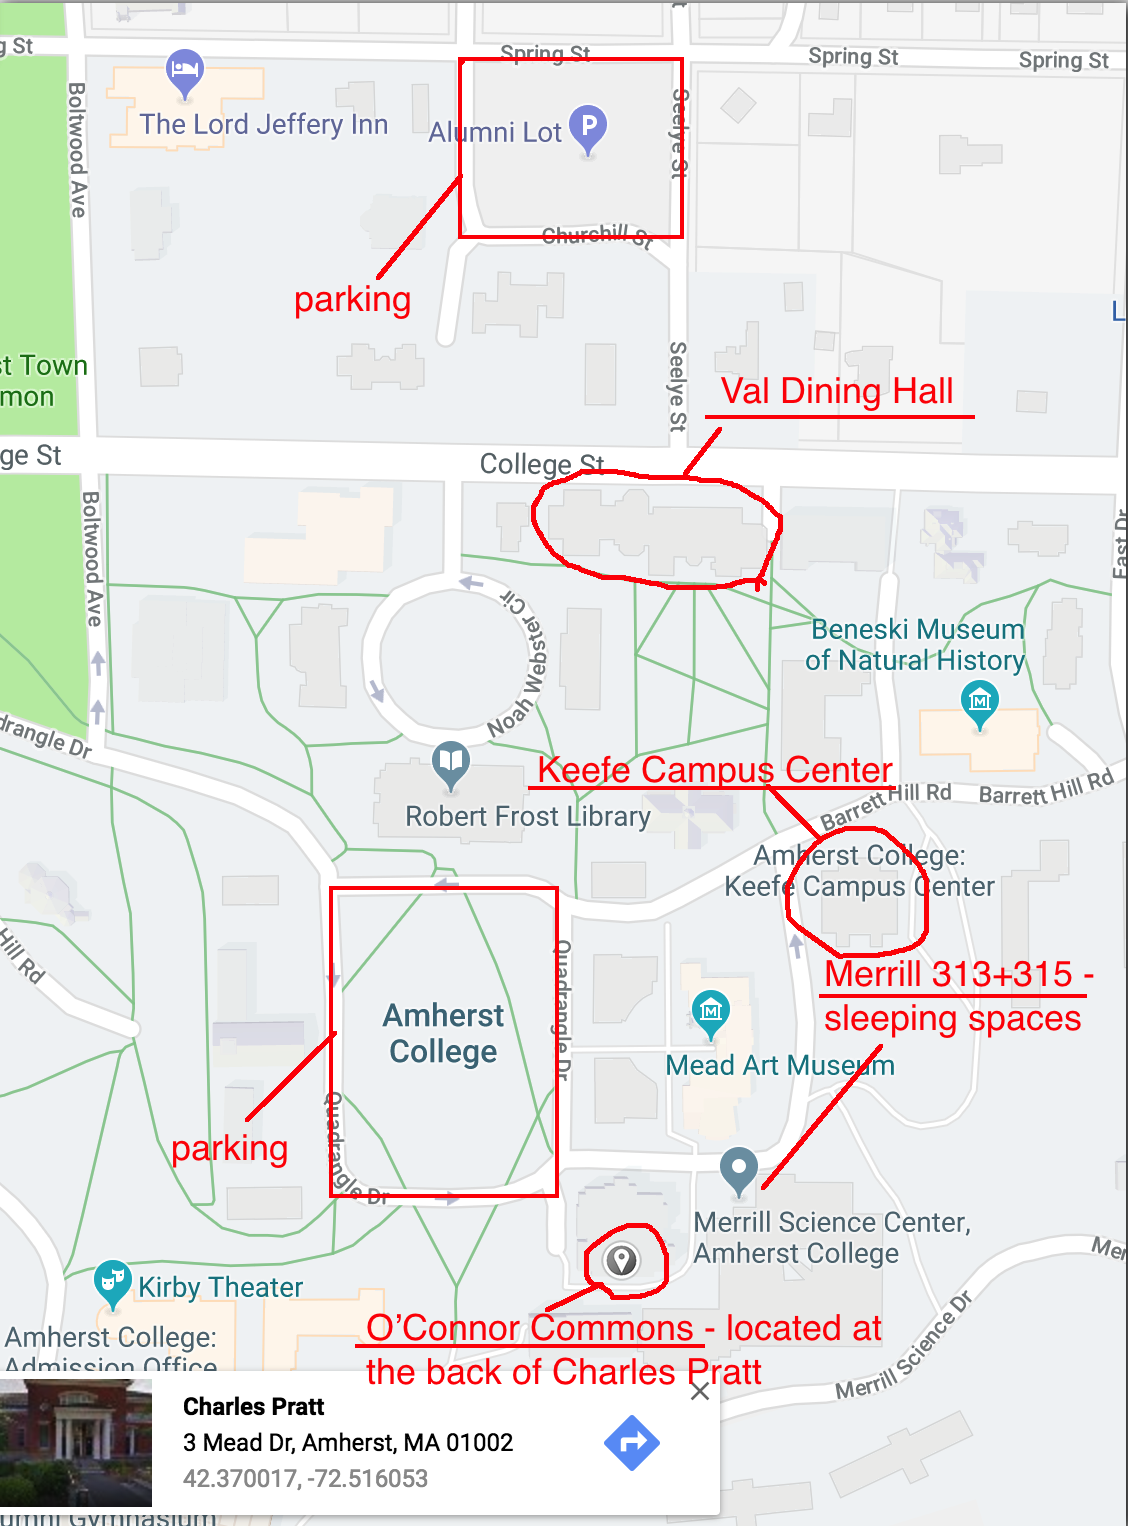 g St
Spring St
Spring St
Spring St
Boltwood Ave
The Lord Jeffery Inn
Alumni Lot
P
Seelye St
Churchill St
parking
L
st Town
mon
Seelye St
Val Dining Hall
ge St
College St
Boltwood Ave
East Dr
Noah Webster Cir
Beneski Museum
of Natural History
drangle Dr
Keefe Campus Center
Robert Frost Library
Barrett Hill Rd
Barrett Hill Rd
Amherst College:
Keefe Campus Center
Hill Rd
Quadrangle Dr
Merrill 313+315 -
sleeping spaces
Amherst
College
Mead Art Museum
Quadrangle Dr
parking
Merrill Science Center,
Amherst College
Mer
Kirby Theater
O'Connor Commons - located at
the back of Charles Pratt
Amherst College:
Admission Office
Merrill Science Dr
Charles Pratt
3 Mead Dr, Amherst, MA 01002
42.370017, -72.516053
umni Gymnasium